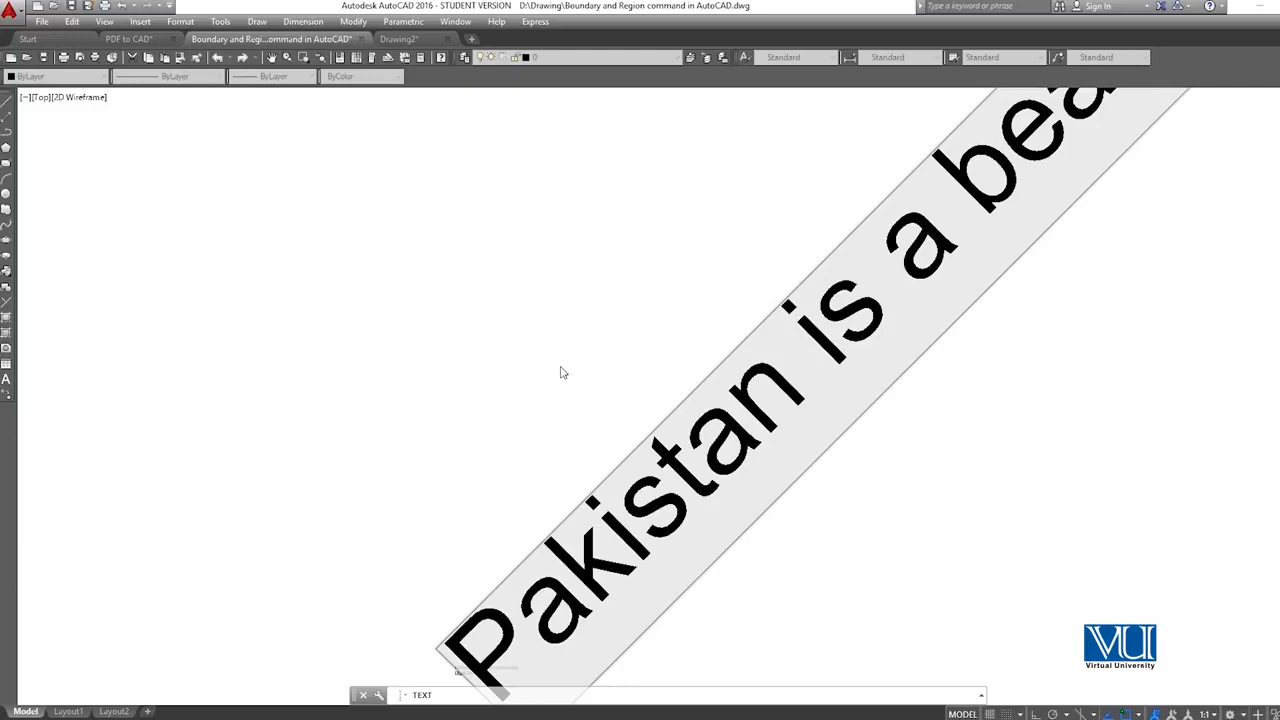 Autodesk AutoCAD 2016 - STUDENT VERSION D:\Drawing\Boundary and Region command in AutoCAD.dwg
Type a keyword or phrase
Sign In
File Edit View Insert Format Tools Draw Dimension Modify Parametric Window Help Express
Start PDF to CAD* Boundary and Regi...ommand in AutoCAD* Drawing2*
0 Standard Standard Standard Standard
ByLayer ByLayer ByLayer ByColor
[−][Top][2D Wireframe]
Pakistan is a bea
VU
Virtual University
TEXT
Model Layout1 Layout2
MODEL 1:1